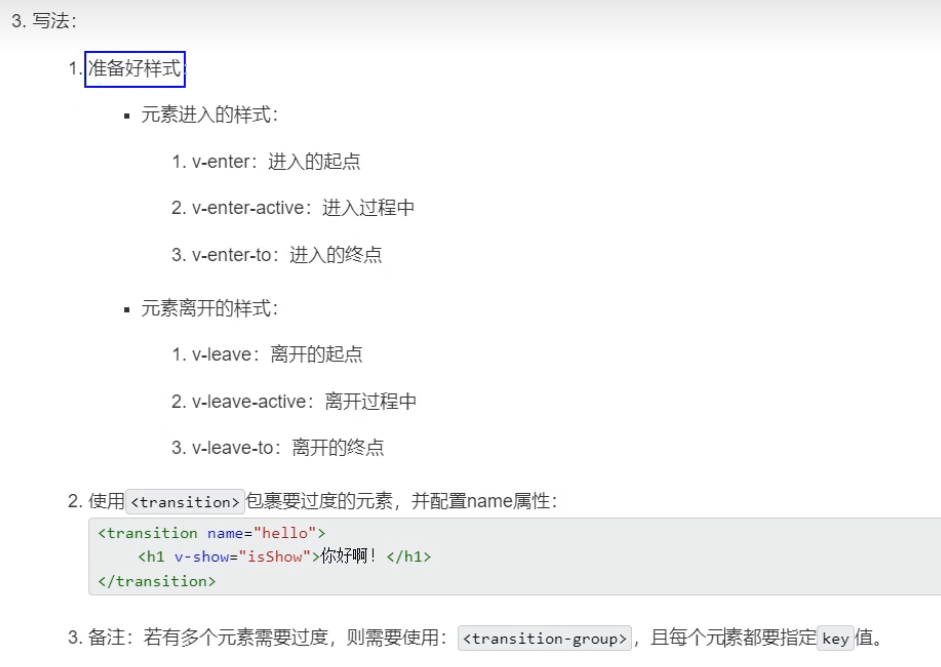 3. 写法：
1. 准备好样式
▪ 元素进入的样式：
1. v-enter：进入的起点
2. v-enter-active：进入过程中
3. v-enter-to：进入的终点
▪ 元素离开的样式：
1. v-leave：离开的起点
2. v-leave-active：离开过程中
3. v-leave-to：离开的终点
2. 使用<transition>包裹要过度的元素，并配置name属性：
<transition name="hello">
<h1 v-show="isShow">你好啊！</h1>
</transition>
3. 备注：若有多个元素需要过度，则需要使用：<transition-group>，且每个元素都要指定key值。